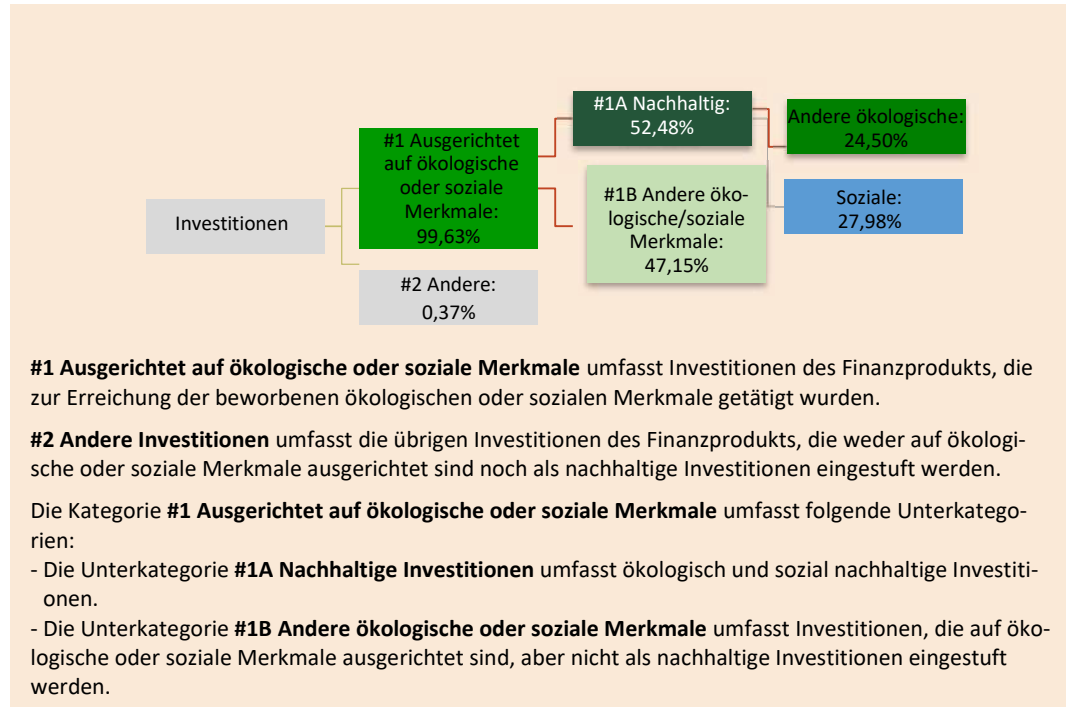 #1A Nachhaltig:
52,48%
Andere ökologische:
24,50%
#1 Ausgerichtet
auf ökologische
oder soziale
Merkmale:
99,63%
#1B Andere öko-
logische/soziale
Merkmale:
47,15%
Soziale:
27,98%
Investitionen
#2 Andere:
0,37%
#1 Ausgerichtet auf ökologische oder soziale Merkmale umfasst Investitionen des Finanzprodukts, die
zur Erreichung der beworbenen ökologischen oder sozialen Merkmale getätigt wurden.
#2 Andere Investitionen umfasst die übrigen Investitionen des Finanzprodukts, die weder auf ökologi-
sche oder soziale Merkmale ausgerichtet sind noch als nachhaltige Investitionen eingestuft werden.
Die Kategorie #1 Ausgerichtet auf ökologische oder soziale Merkmale umfasst folgende Unterkatego-
rien:
- Die Unterkategorie #1A Nachhaltige Investitionen umfasst ökologisch und sozial nachhaltige Investiti-
onen.
- Die Unterkategorie #1B Andere ökologische oder soziale Merkmale umfasst Investitionen, die auf öko-
logische oder soziale Merkmale ausgerichtet sind, aber nicht als nachhaltige Investitionen eingestuft
werden.